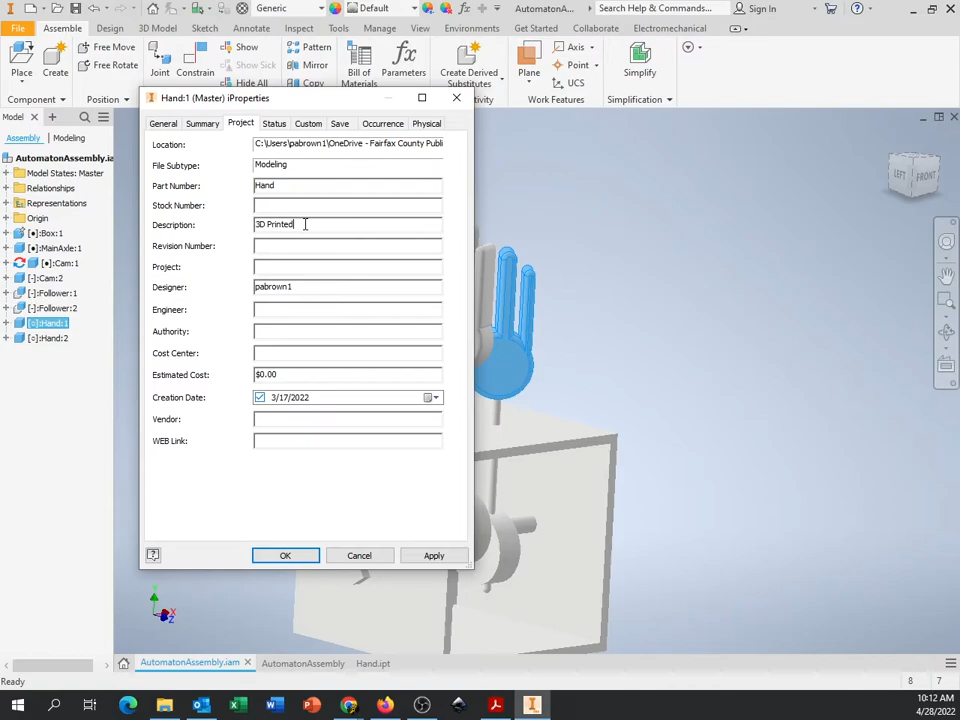 Generic
Default
AutomatonA...
Search Help & Commands...
Sign In
File
Assemble
Design
3D Model
Sketch
Annotate
Inspect
Tools
Manage
View
Environments
Get Started
Collaborate
Electromechanical
Place
Create
Free Move
Free Rotate
Joint
Constrain
Show
Show Sick
Hide All
Pattern
Mirror
Copy
Bill of
Materials
Parameters
Create Derived
Substitutes
Plane
Axis
Point
UCS
Simplify
Component
Position
Work Features
Simplification
Model
Assembly
Modeling
AutomatonAssembly.ia
Model States: Master
Relationships
Representations
Origin
[●]:Box:1
[●]:MainAxle:1
[●]:Cam:1
[-]:Cam:2
[-]:Follower:1
[-]:Follower:2
[○]:Hand:1
[○]:Hand:2
Hand:1 (Master) iProperties
General
Summary
Project
Status
Custom
Save
Occurrence
Physical
Location: C:\Users\pabrown1\OneDrive - Fairfax County Publi
File Subtype: Modeling
Part Number: Hand
Stock Number:
Description: 3D Printed
Revision Number:
Project:
Designer: pabrown1
Engineer:
Authority:
Cost Center:
Estimated Cost: $0.00
Creation Date: 3/17/2022
Vendor:
WEB Link:
OK
Cancel
Apply
LEFT
FRONT
Y
X
Z
AutomatonAssembly.iam
AutomatonAssembly
Hand.ipt
Ready
8
7
10:12 AM
4/28/2022